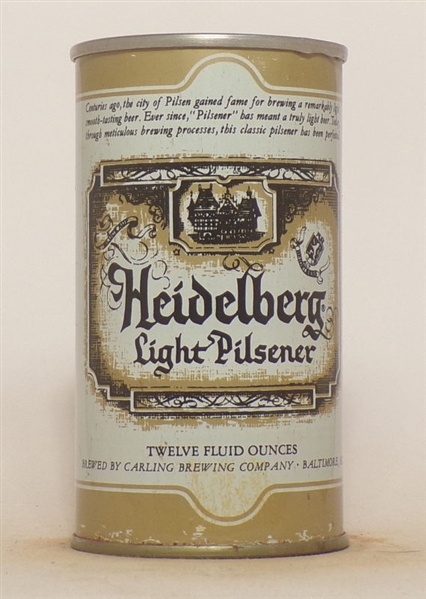 Centuries ago, the city of Pilsen gained fame for brewing a remarkably
smooth-tasting beer. Ever since, "Pilsener" has meant a truly light beer.
through meticulous brewing processes, this classic pilsener has been
Heidelberg
Light Pilsener
TWELVE FLUID OUNCES
BREWED BY CARLING BREWING COMPANY · BALTIMORE,